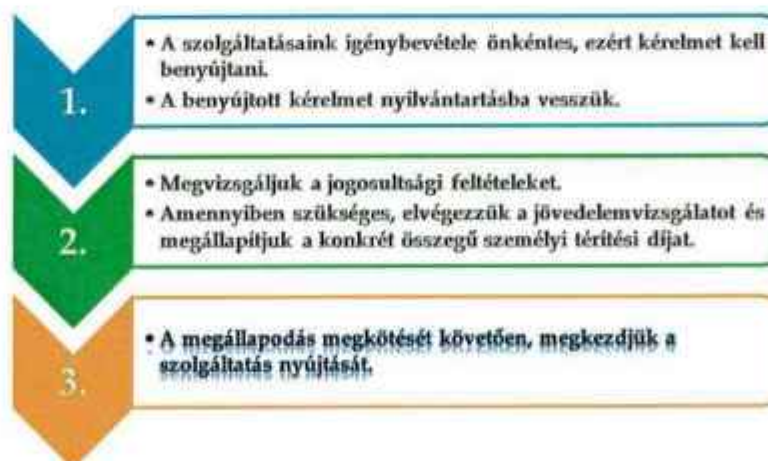 1.
• A szolgáltatásaink igénybevétele önkéntes, ezért kérelmet kell
benyújtani.
• A benyújtott kérelmet nyilvántartásba vesszük.
2.
• Megvizsgáljuk a jogosultsági feltételeket.
• Amennyiben szükséges, elvégezzük a jövedelemvizsgálatot és
megállapítjuk a konkrét összegű személyi térítési díjat.
3.
• A megállapodás megkötését követően, megkezdjük a
szolgáltatás nyújtását.